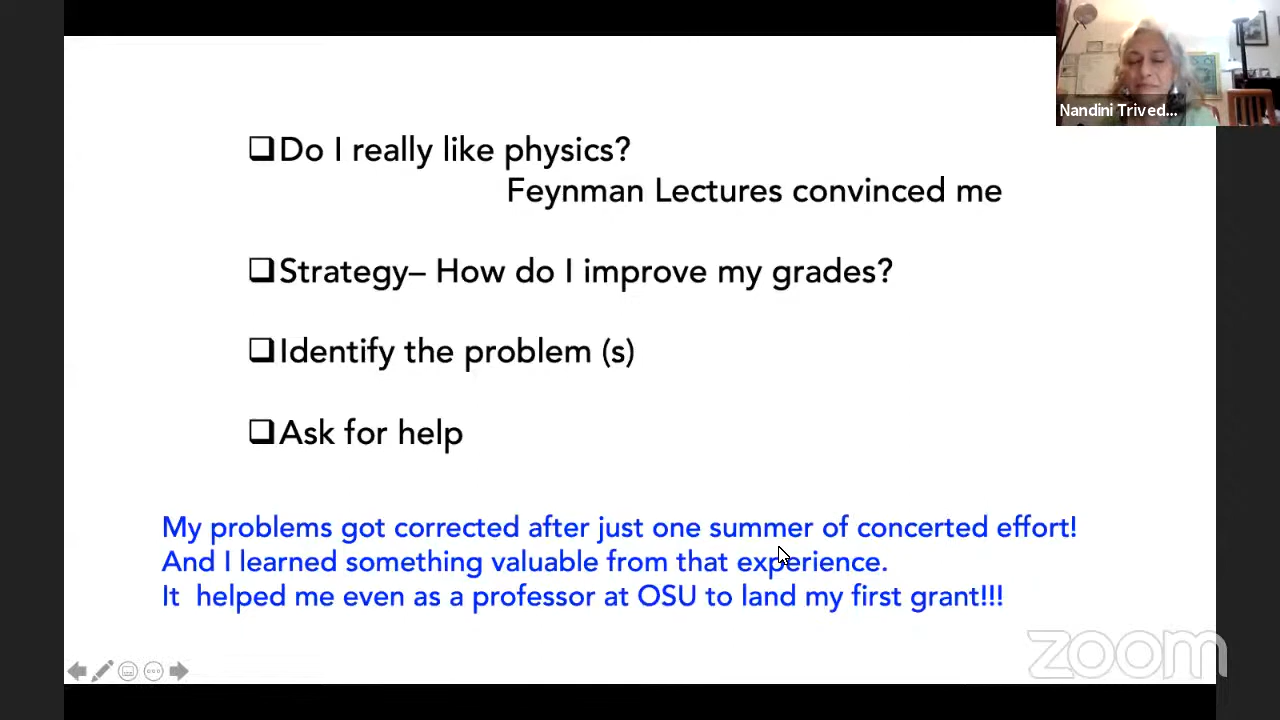 Nandini Trived...
❑Do I really like physics?
Feynman Lectures convinced me
❑Strategy– How do I improve my grades?
❑Identify the problem (s)
❑Ask for help
My problems got corrected after just one summer of concerted effort!
And I learned something valuable from that experience.
It  helped me even as a professor at OSU to land my first grant!!!
zoom